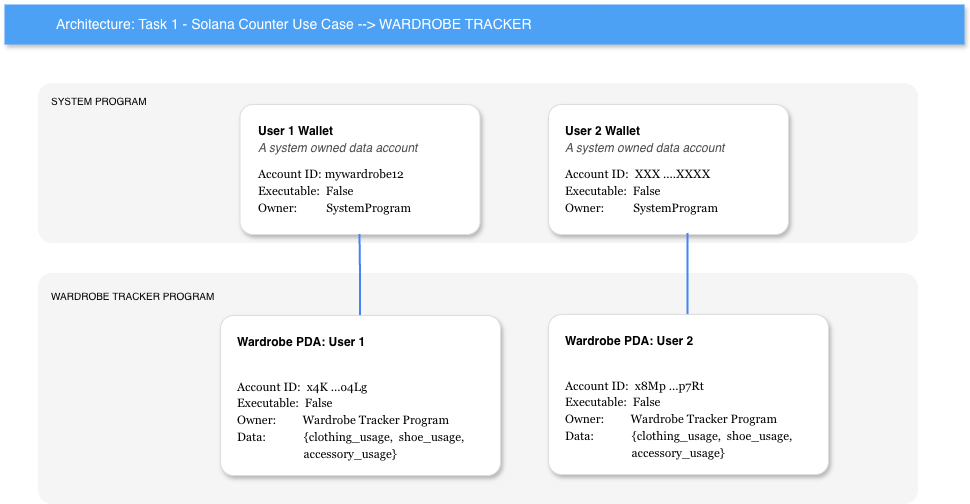 Architecture: Task 1 - Solana Counter Use Case --> WARDROBE TRACKER
SYSTEM PROGRAM
User 1 Wallet
A system owned data account
Account ID: mywardrobe12
Executable: False
Owner: SystemProgram
User 2 Wallet
A system owned data account
Account ID: XXX ....XXXX
Executable: False
Owner: SystemProgram
WARDROBE TRACKER PROGRAM
Wardrobe PDA: User 1
Account ID: x4K ...04Lg
Executable: False
Owner: Wardrobe Tracker Program
Data: {clothing_usage, shoe_usage,
accessory_usage}
Wardrobe PDA: User 2
Account ID: x8Mp ...p7Rt
Executable: False
Owner: Wardrobe Tracker Program
Data: {clothing_usage, shoe_usage,
accessory_usage}